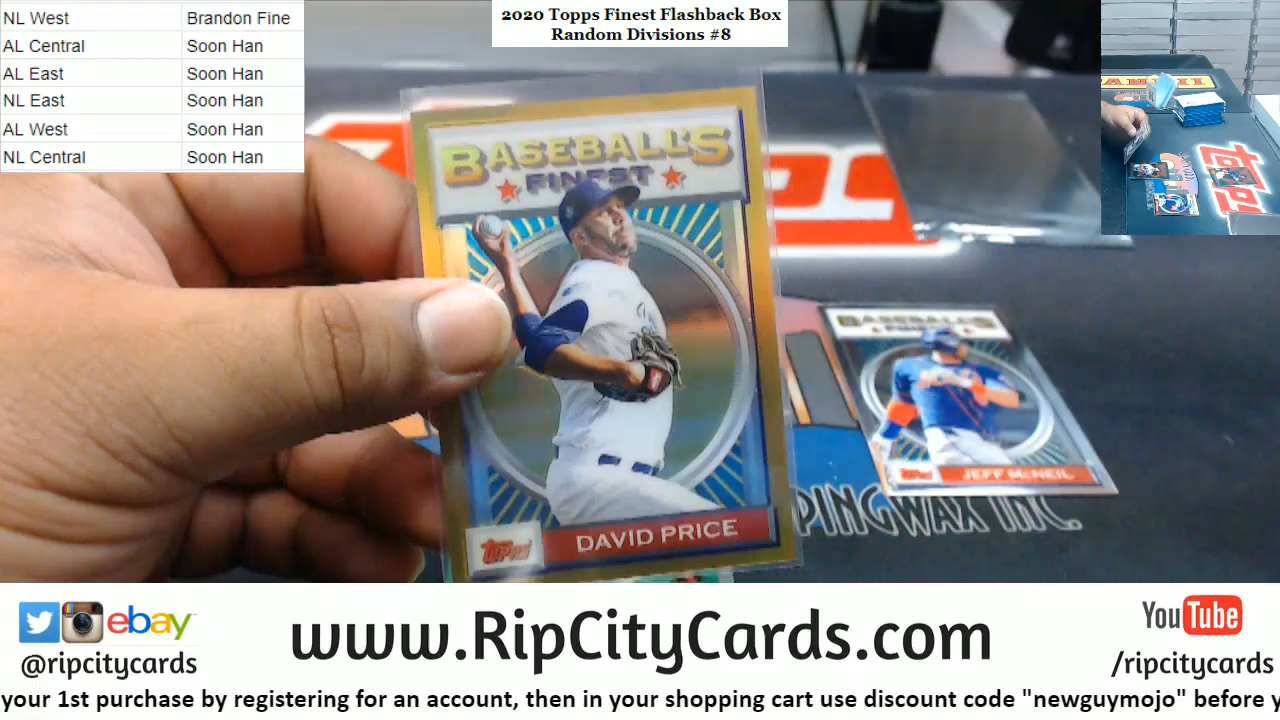 NL West Brandon Fine
AL Central Soon Han
AL East Soon Han
NL East Soon Han
AL West Soon Han
NL Central Soon Han
2020 Topps Finest Flashback Box
Random Divisions #8
BASEBALL'S
FINEST
TOPPS
DAVID PRICE
BASEBALL'S
FINEST
TOPPS
JEFF McNEIL
PINGWAX INC.
ebay
@ripcitycards
www.RipCityCards.com
YouTube
/ripcitycards
your 1st purchase by registering for an account, then in your shopping cart use discount code "newguymojo" before y